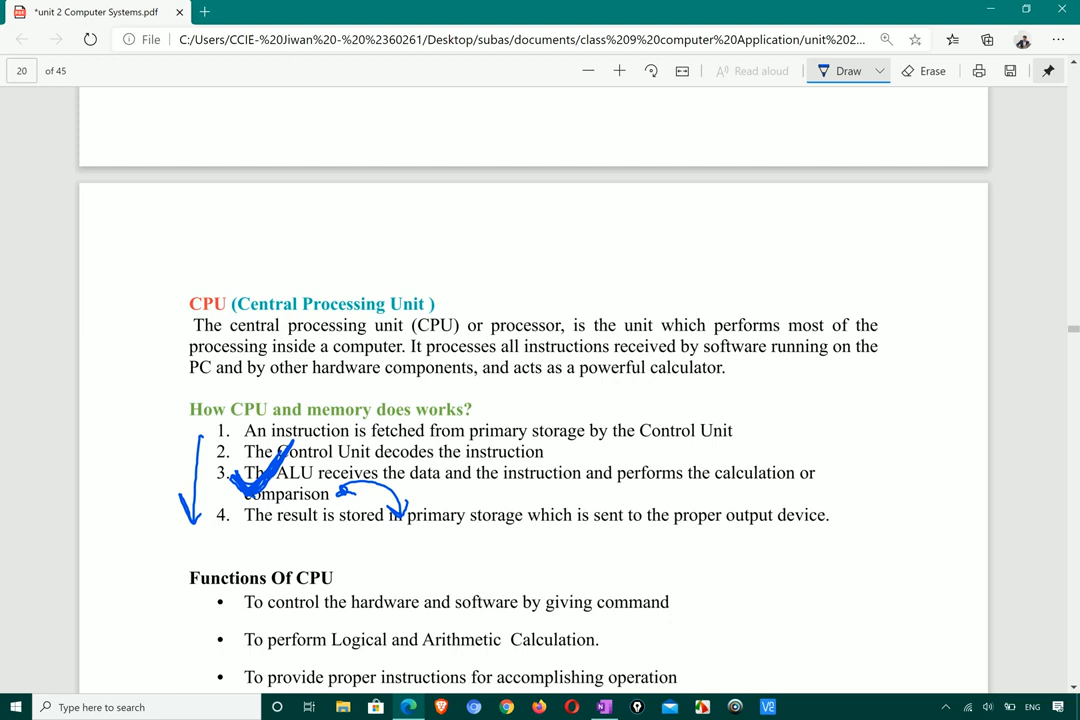 *unit 2 Computer Systems.pdf
File
C:/Users/CCIE-%20Jiwan%20-%20%2360261/Desktop/subas/documents/class%209%20computer%20Application/unit%202...
20 of 45
Read aloud
Draw
Erase
CPU (Central Processing Unit )
The central processing unit (CPU) or processor, is the unit which performs most of the
processing inside a computer. It processes all instructions received by software running on the
PC and by other hardware components, and acts as a powerful calculator.
How CPU and memory does works?
1. An instruction is fetched from primary storage by the Control Unit
2. The Control Unit decodes the instruction
3. The ALU receives the data and the instruction and performs the calculation or
comparison
4. The result is stored in primary storage which is sent to the proper output device.
Functions Of CPU
• To control the hardware and software by giving command
• To perform Logical and Arithmetic Calculation.
• To provide proper instructions for accomplishing operation
Type here to search
ENG